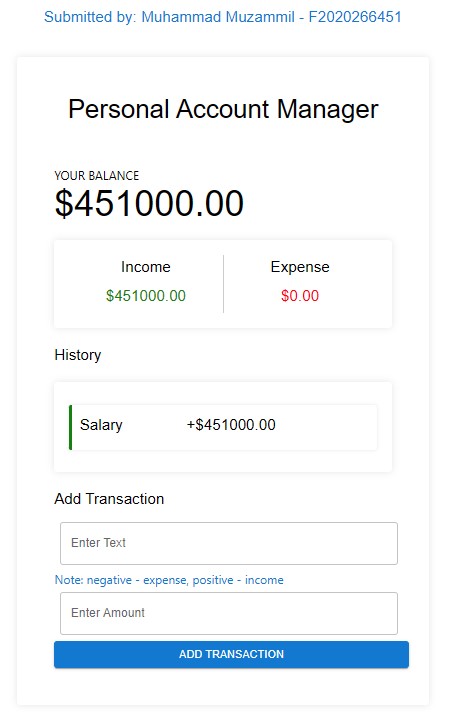 Submitted by: Muhammad Muzammil - F2020266451
Personal Account Manager
YOUR BALANCE
$451000.00
Income Expense
$451000.00 $0.00
History
Salary +$451000.00
Add Transaction
Enter Text
Note: negative - expense, positive - income
Enter Amount
ADD TRANSACTION